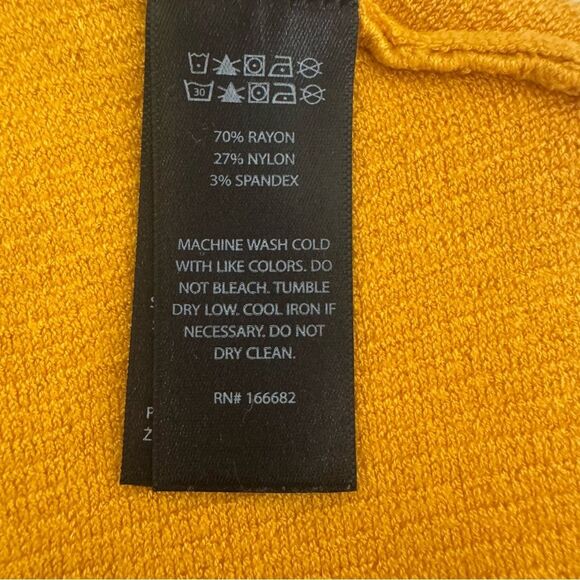 30
70% RAYON
27% NYLON
3% SPANDEX
MACHINE WASH COLD
WITH LIKE COLORS. DO
NOT BLEACH. TUMBLE
DRY LOW. COOL IRON IF
NECESSARY. DO NOT
DRY CLEAN.
RN# 166682